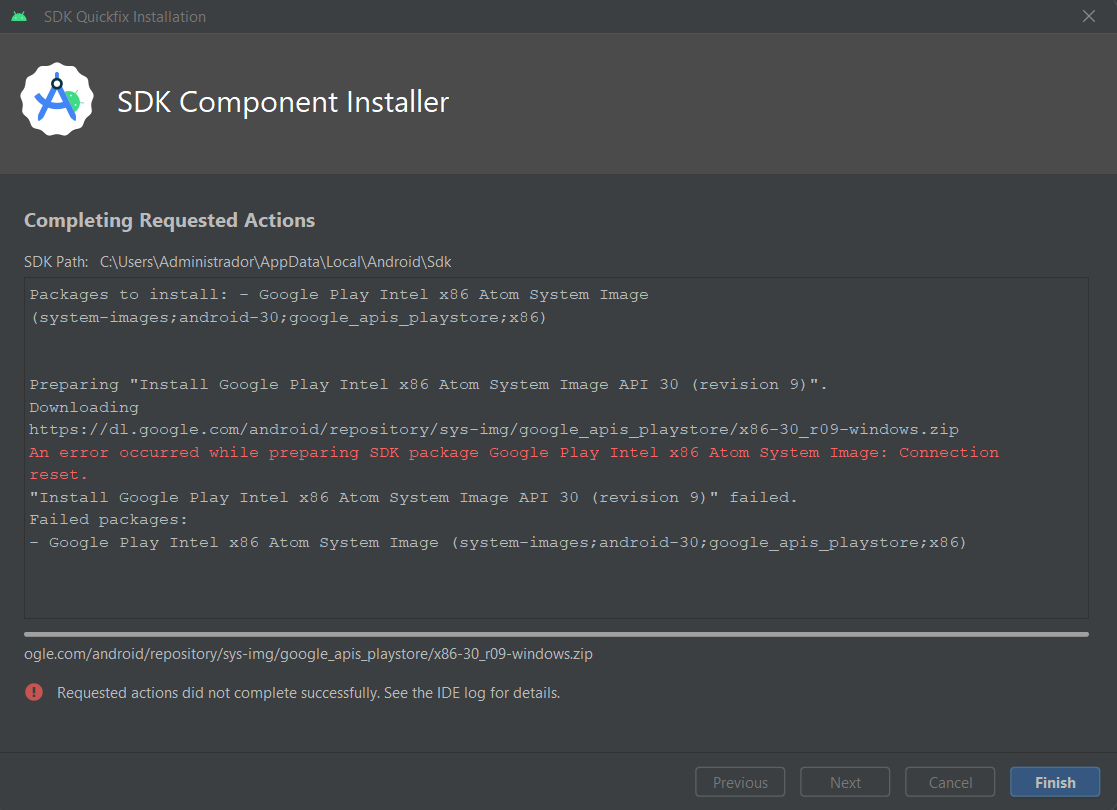 SDK Quickfix Installation
SDK Component Installer
Completing Requested Actions
SDK Path: C:\Users\Administrador\AppData\Local\Android\Sdk
Packages to install: - Google Play Intel x86 Atom System Image
(system-images;android-30;google_apis_playstore;x86)
Preparing "Install Google Play Intel x86 Atom System Image API 30 (revision 9)".
Downloading
https://dl.google.com/android/repository/sys-img/google_apis_playstore/x86-30_r09-windows.zip
An error occurred while preparing SDK package Google Play Intel x86 Atom System Image: Connection
reset.
"Install Google Play Intel x86 Atom System Image API 30 (revision 9)" failed.
Failed packages:
- Google Play Intel x86 Atom System Image (system-images;android-30;google_apis_playstore;x86)
ogle.com/android/repository/sys-img/google_apis_playstore/x86-30_r09-windows.zip
Requested actions did not complete successfully. See the IDE log for details.
Previous Next Cancel Finish